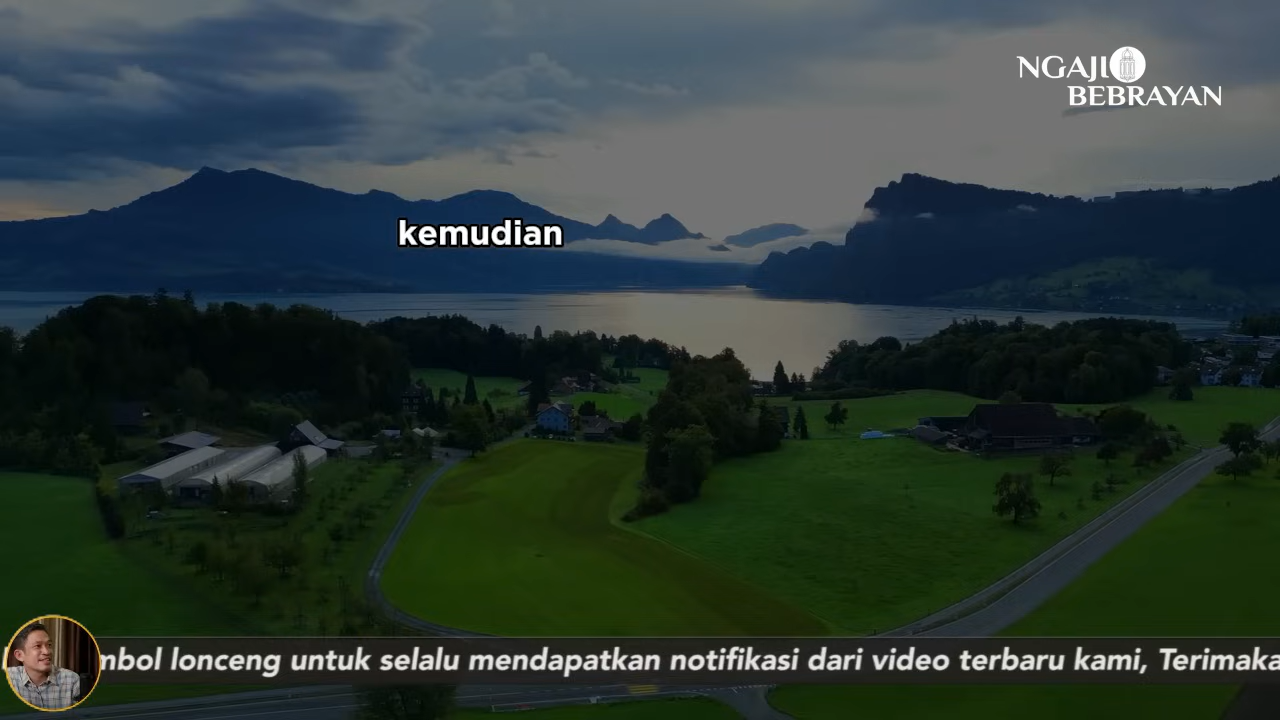 NGAJI
BEBRAYAN
kemudian
mbol lonceng untuk selalu mendapatkan notifikasi dari video terbaru kami, Terimaka